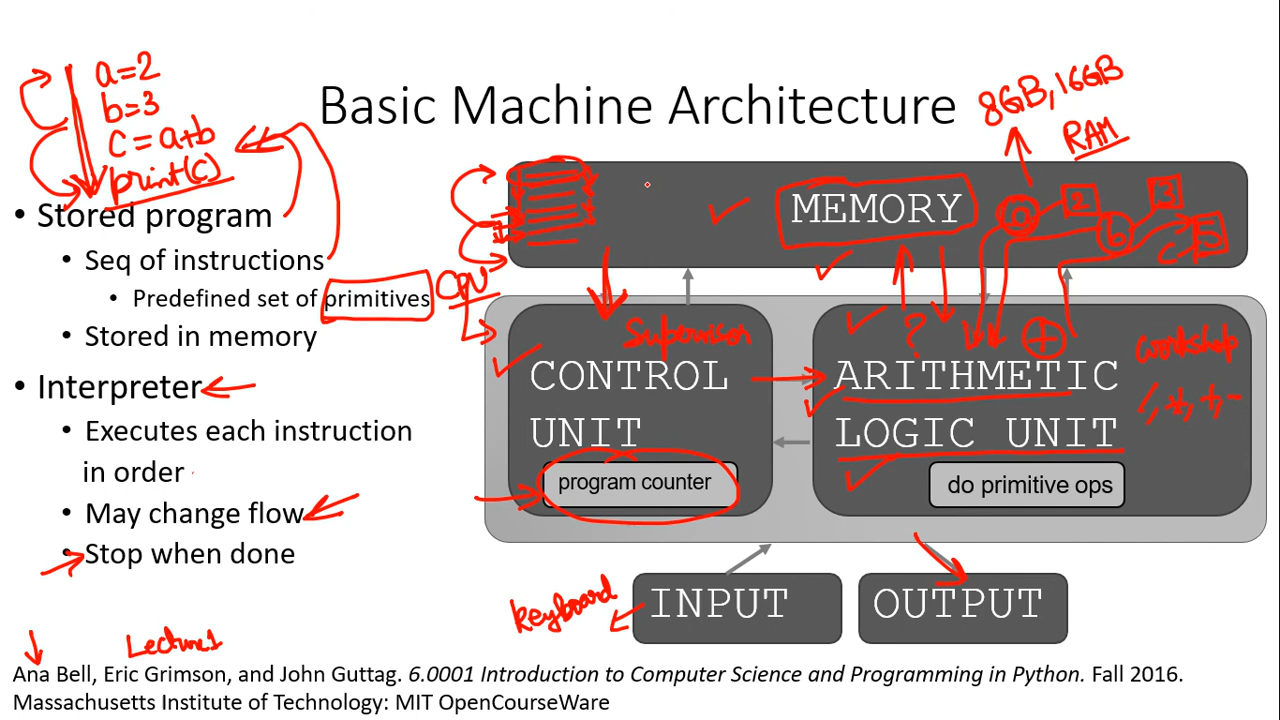 a=2
b=3
c = a+b
print(c)
Basic Machine Architecture
8GB, 16GB
RAM
• Stored program
• Seq of instructions
• Predefined set of primitives
• Stored in memory
• Interpreter
• Executes each instruction
in order
• May change flow
• Stop when done
MEMORY
a
2
b
3
C
5
CPU
Supervisor
CONTROL
UNIT
program counter
?
+
workshop
ARITHMETIC
LOGIC UNIT
/, *, +, -
do primitive ops
keyboard
INPUT
OUTPUT
Lecture1
Ana Bell, Eric Grimson, and John Guttag. 6.0001 Introduction to Computer Science and Programming in Python. Fall 2016.
Massachusetts Institute of Technology: MIT OpenCourseWare